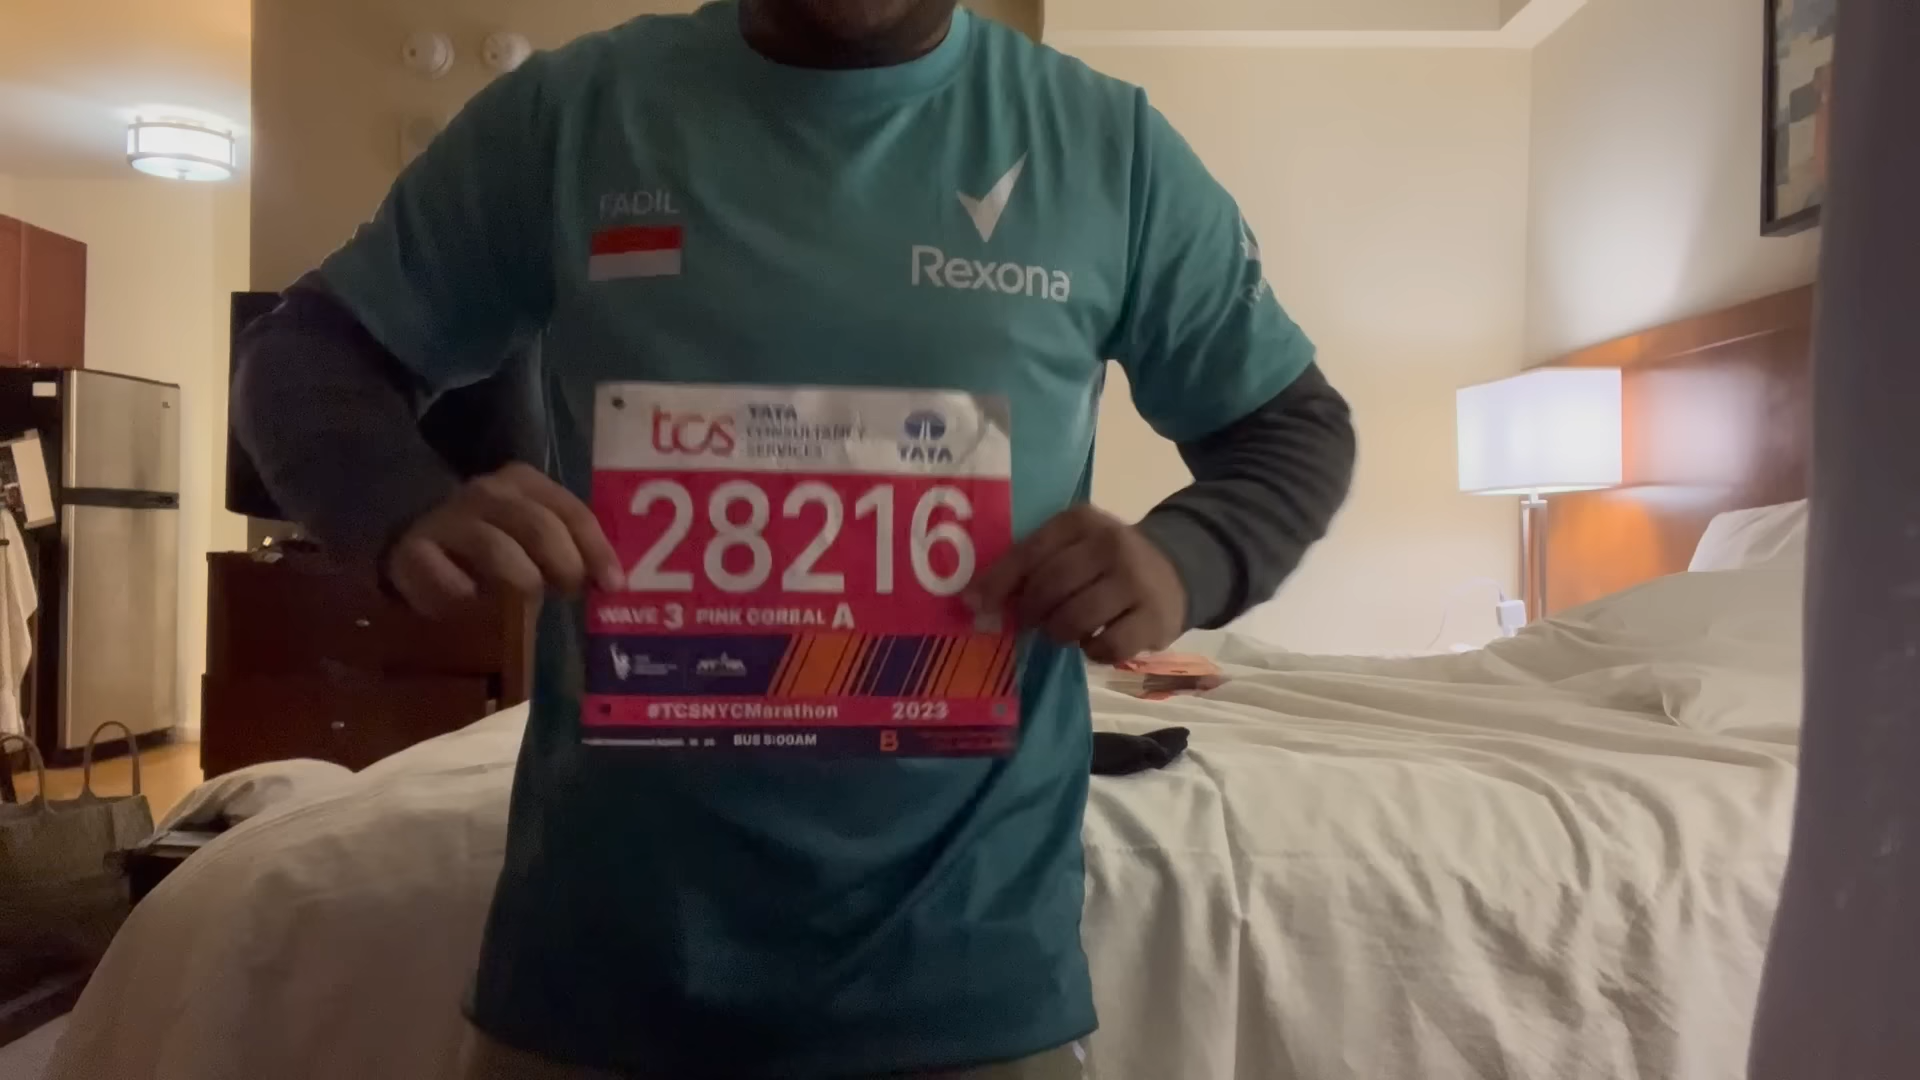 FADIL
Rexona
tcs TATA CONSULTANCY SERVICES
TATA
28216
WAVE 3 PINK CORRAL A
#TCSNYCMarathon 2023
BUS 5:00AM B